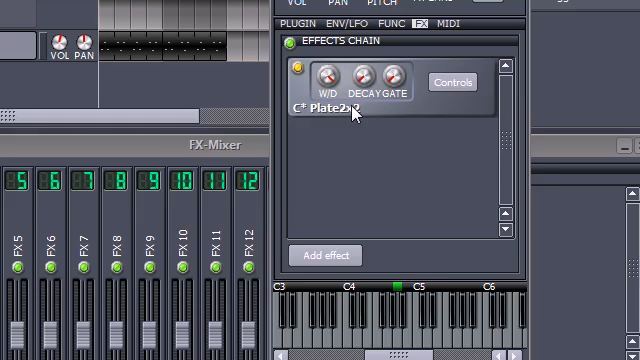 VOL PAN PITCH
PLUGIN ENV/LFO FUNC FX MIDI
EFFECTS CHAIN
VOL PAN
W/D DECAY GATE
Controls
C* Plate2x2
FX-Mixer
5 6 7 8 9 10 11 12
FX 5
FX 6
FX 7
FX 8
FX 9
FX 10
FX 11
FX 12
Add effect
C3 C4 C5 C6